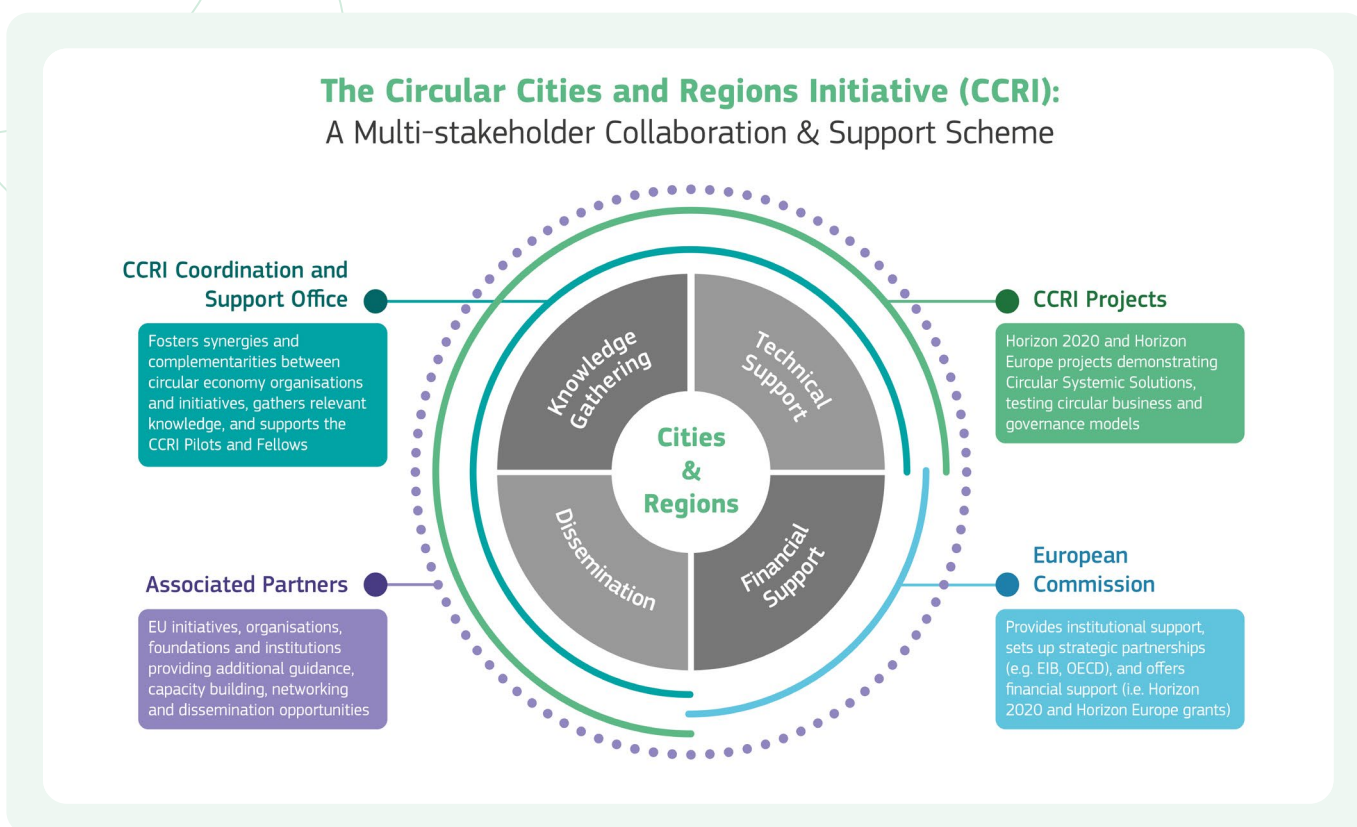 The Circular Cities and Regions Initiative (CCRI):
A Multi-stakeholder Collaboration & Support Scheme
CCRI Coordination and
Support Office
Fosters synergies and
complementarities between
circular economy organisations
and initiatives, gathers relevant
knowledge, and supports the
CCRI Pilots and Fellows
Knowledge
Gathering
Technical
Support
CCRI Projects
Horizon 2020 and Horizon
Europe projects demonstrating
Circular Systemic Solutions,
testing circular business and
governance models
Cities
&
Regions
Associated Partners
EU initiatives, organisations,
foundations and institutions
providing additional guidance,
capacity building, networking
and dissemination opportunities
Dissemination
Financial
Support
European
Commission
Provides institutional support,
sets up strategic partnerships
(e.g. EIB, OECD), and offers
financial support (i.e. Horizon
2020 and Horizon Europe grants)